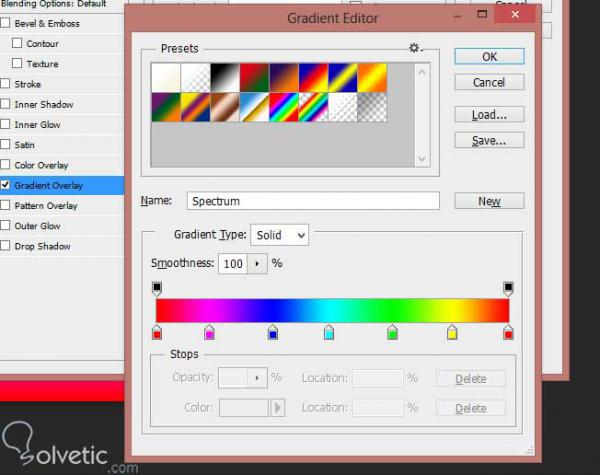 Blending Options: Default
Bevel & Emboss
Contour
Texture
Stroke
Inner Shadow
Inner Glow
Satin
Color Overlay
Gradient Overlay
Pattern Overlay
Outer Glow
Drop Shadow
Gradient Editor
Presets
OK
Cancel
Load...
Save...
Name: Spectrum
New
Gradient Type: Solid
Smoothness: 100 %
Stops
Opacity: % Location: % Delete
Color: Location: % Delete
Solvetic.com